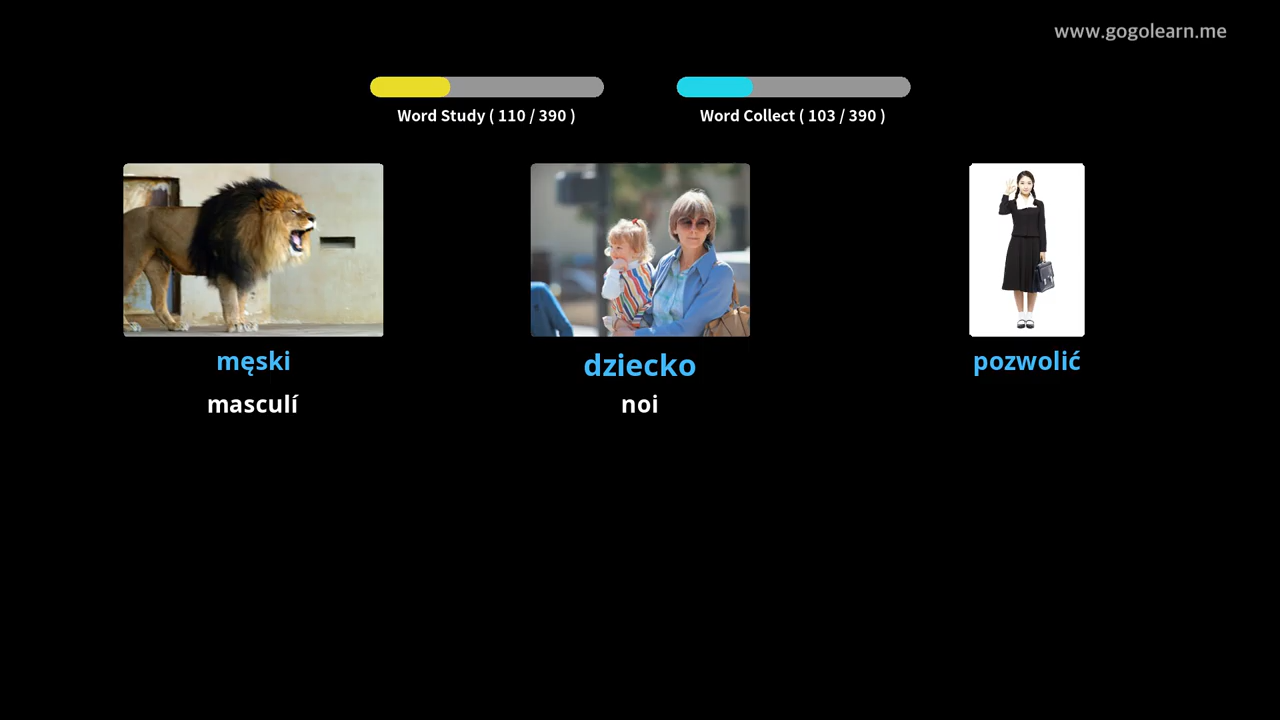 www.gogolearn.me
Word Study ( 110 / 390 )
Word Collect ( 103 / 390 )
męski
dziecko
pozwolić
masculí
noi